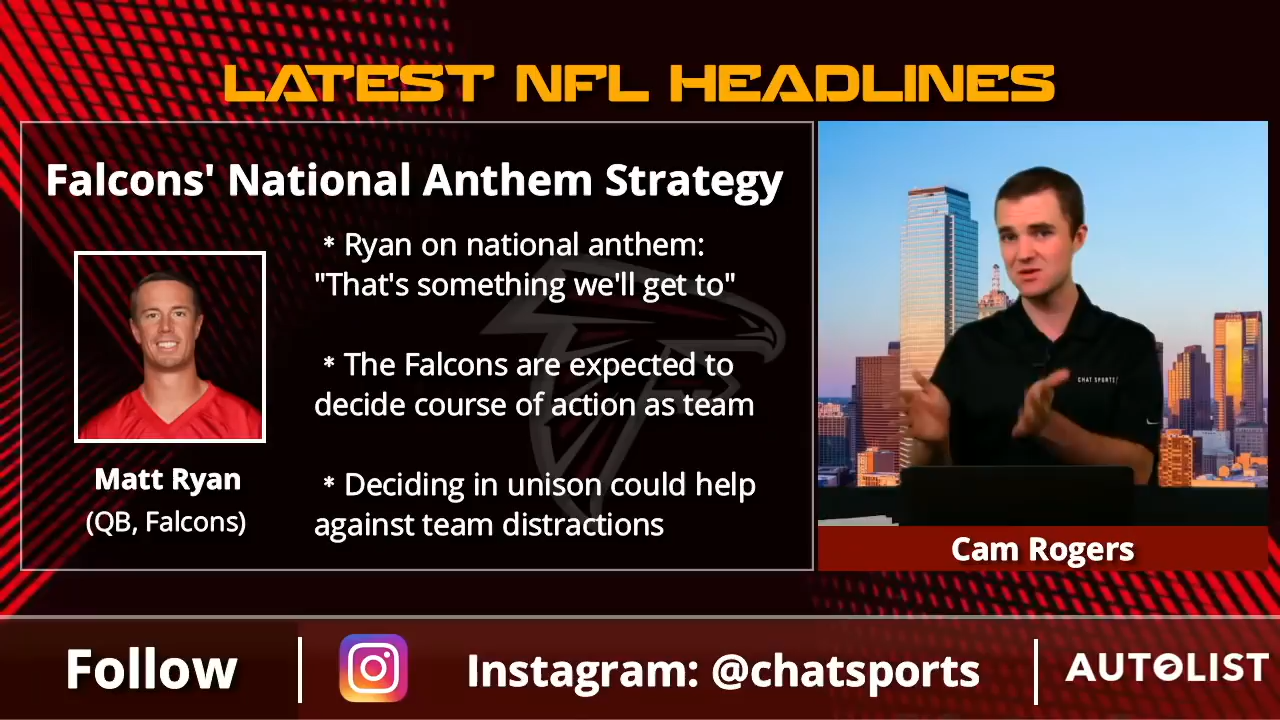 LATEST NFL HEADLINES
Falcons' National Anthem Strategy
* Ryan on national anthem:
"That's something we'll get to"
* The Falcons are expected to
decide course of action as team
* Deciding in unison could help
against team distractions
Matt Ryan
(QB, Falcons)
CHAT SPORTS
Cam Rogers
Follow
Instagram: @chatsports
AUTOLIST